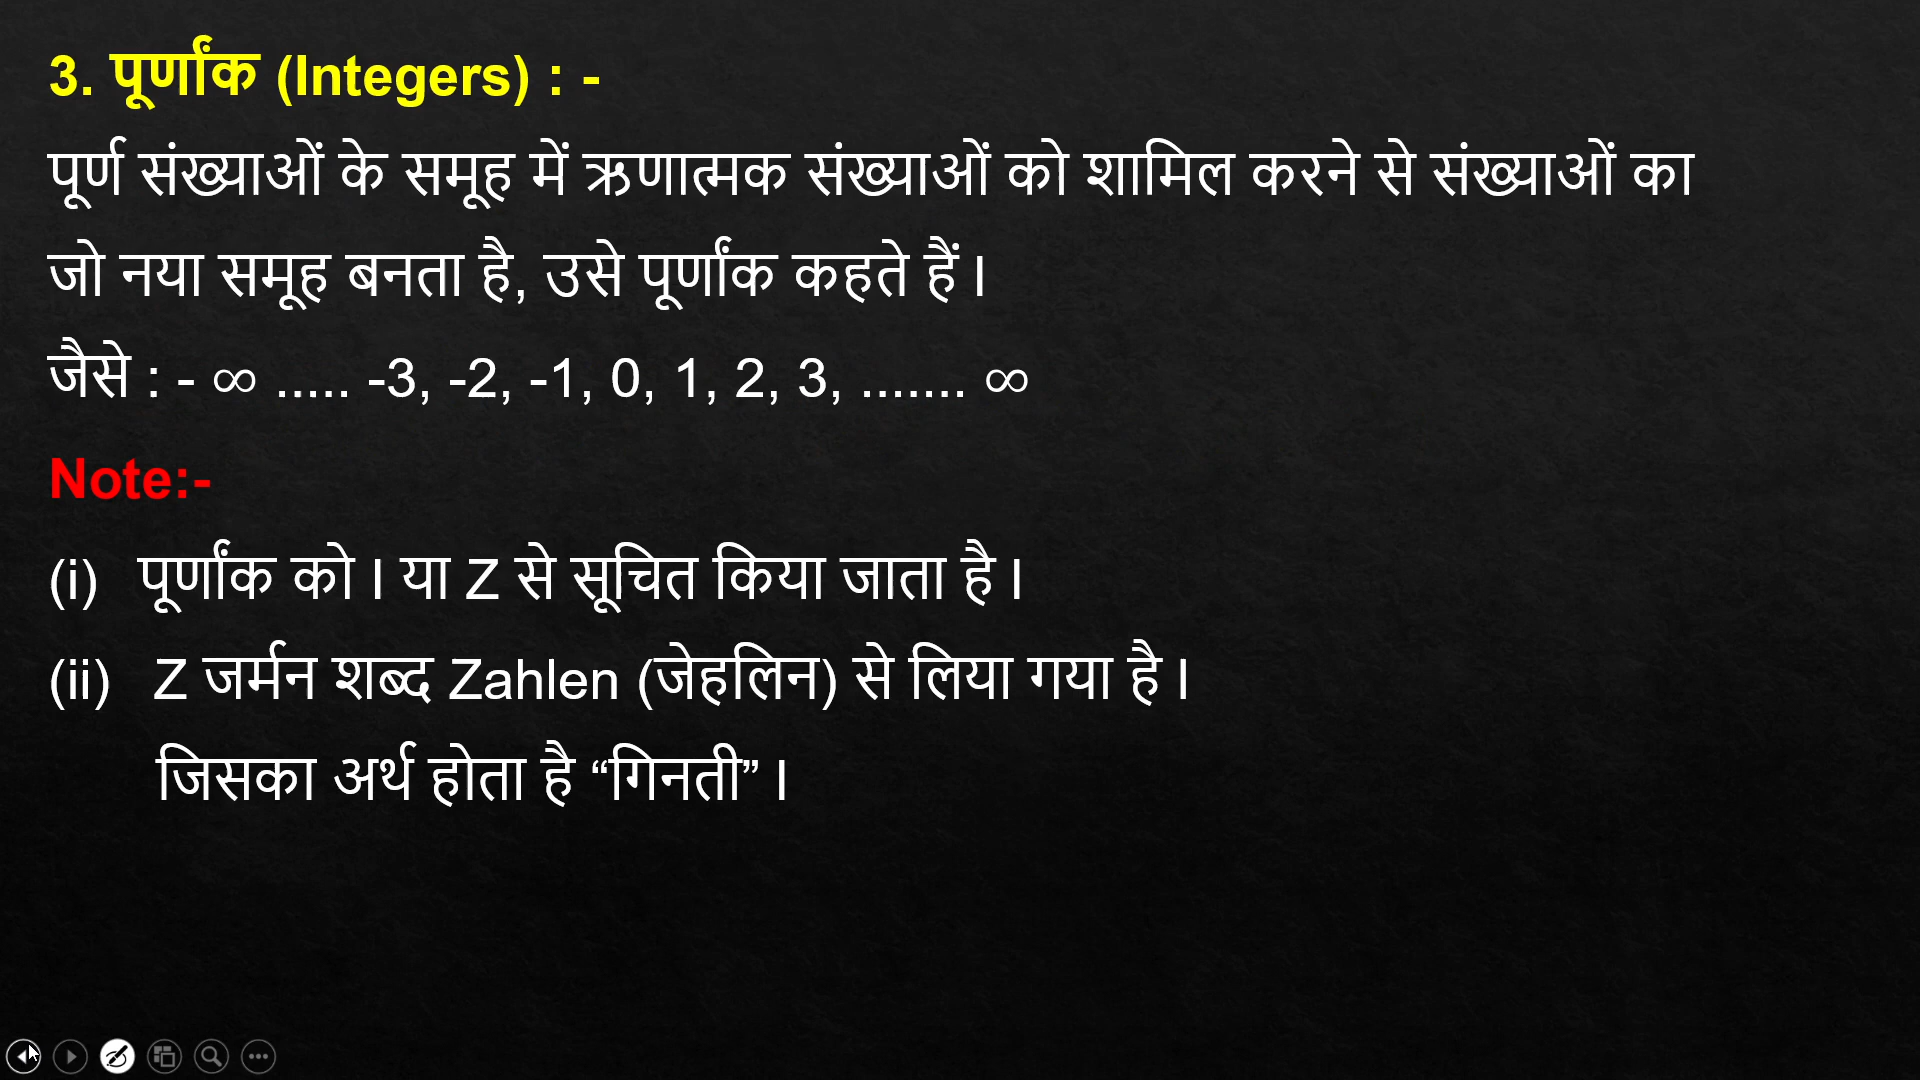 3. पूर्णांक (Integers) : -
पूर्ण संख्याओं के समूह में ऋणात्मक संख्याओं को शामिल करने से संख्याओं का
जो नया समूह बनता है, उसे पूर्णांक कहते हैं ।
जैसे : - ∞ ..... -3, -2, -1, 0, 1, 2, 3, ....... ∞
Note:-
(i) पूर्णांक को I या Z से सूचित किया जाता है ।
(ii) Z जर्मन शब्द Zahlen (जेहलिन) से लिया गया है ।
जिसका अर्थ होता है “गिनती” ।